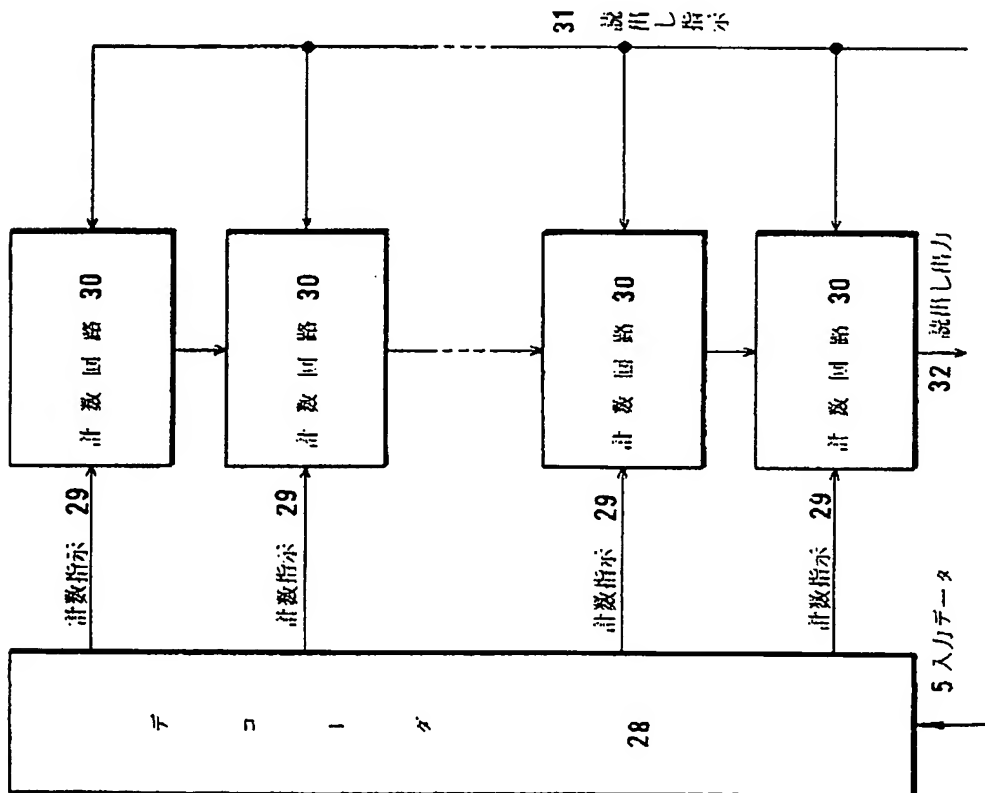 31 読出し指示
計数回路 30
計数回路 30
計数回路 30
計数回路 30
計数指示 29
計数指示 29
計数指示 29
計数指示 29
32 読出し出力
デコーダ 28
5 入力データ